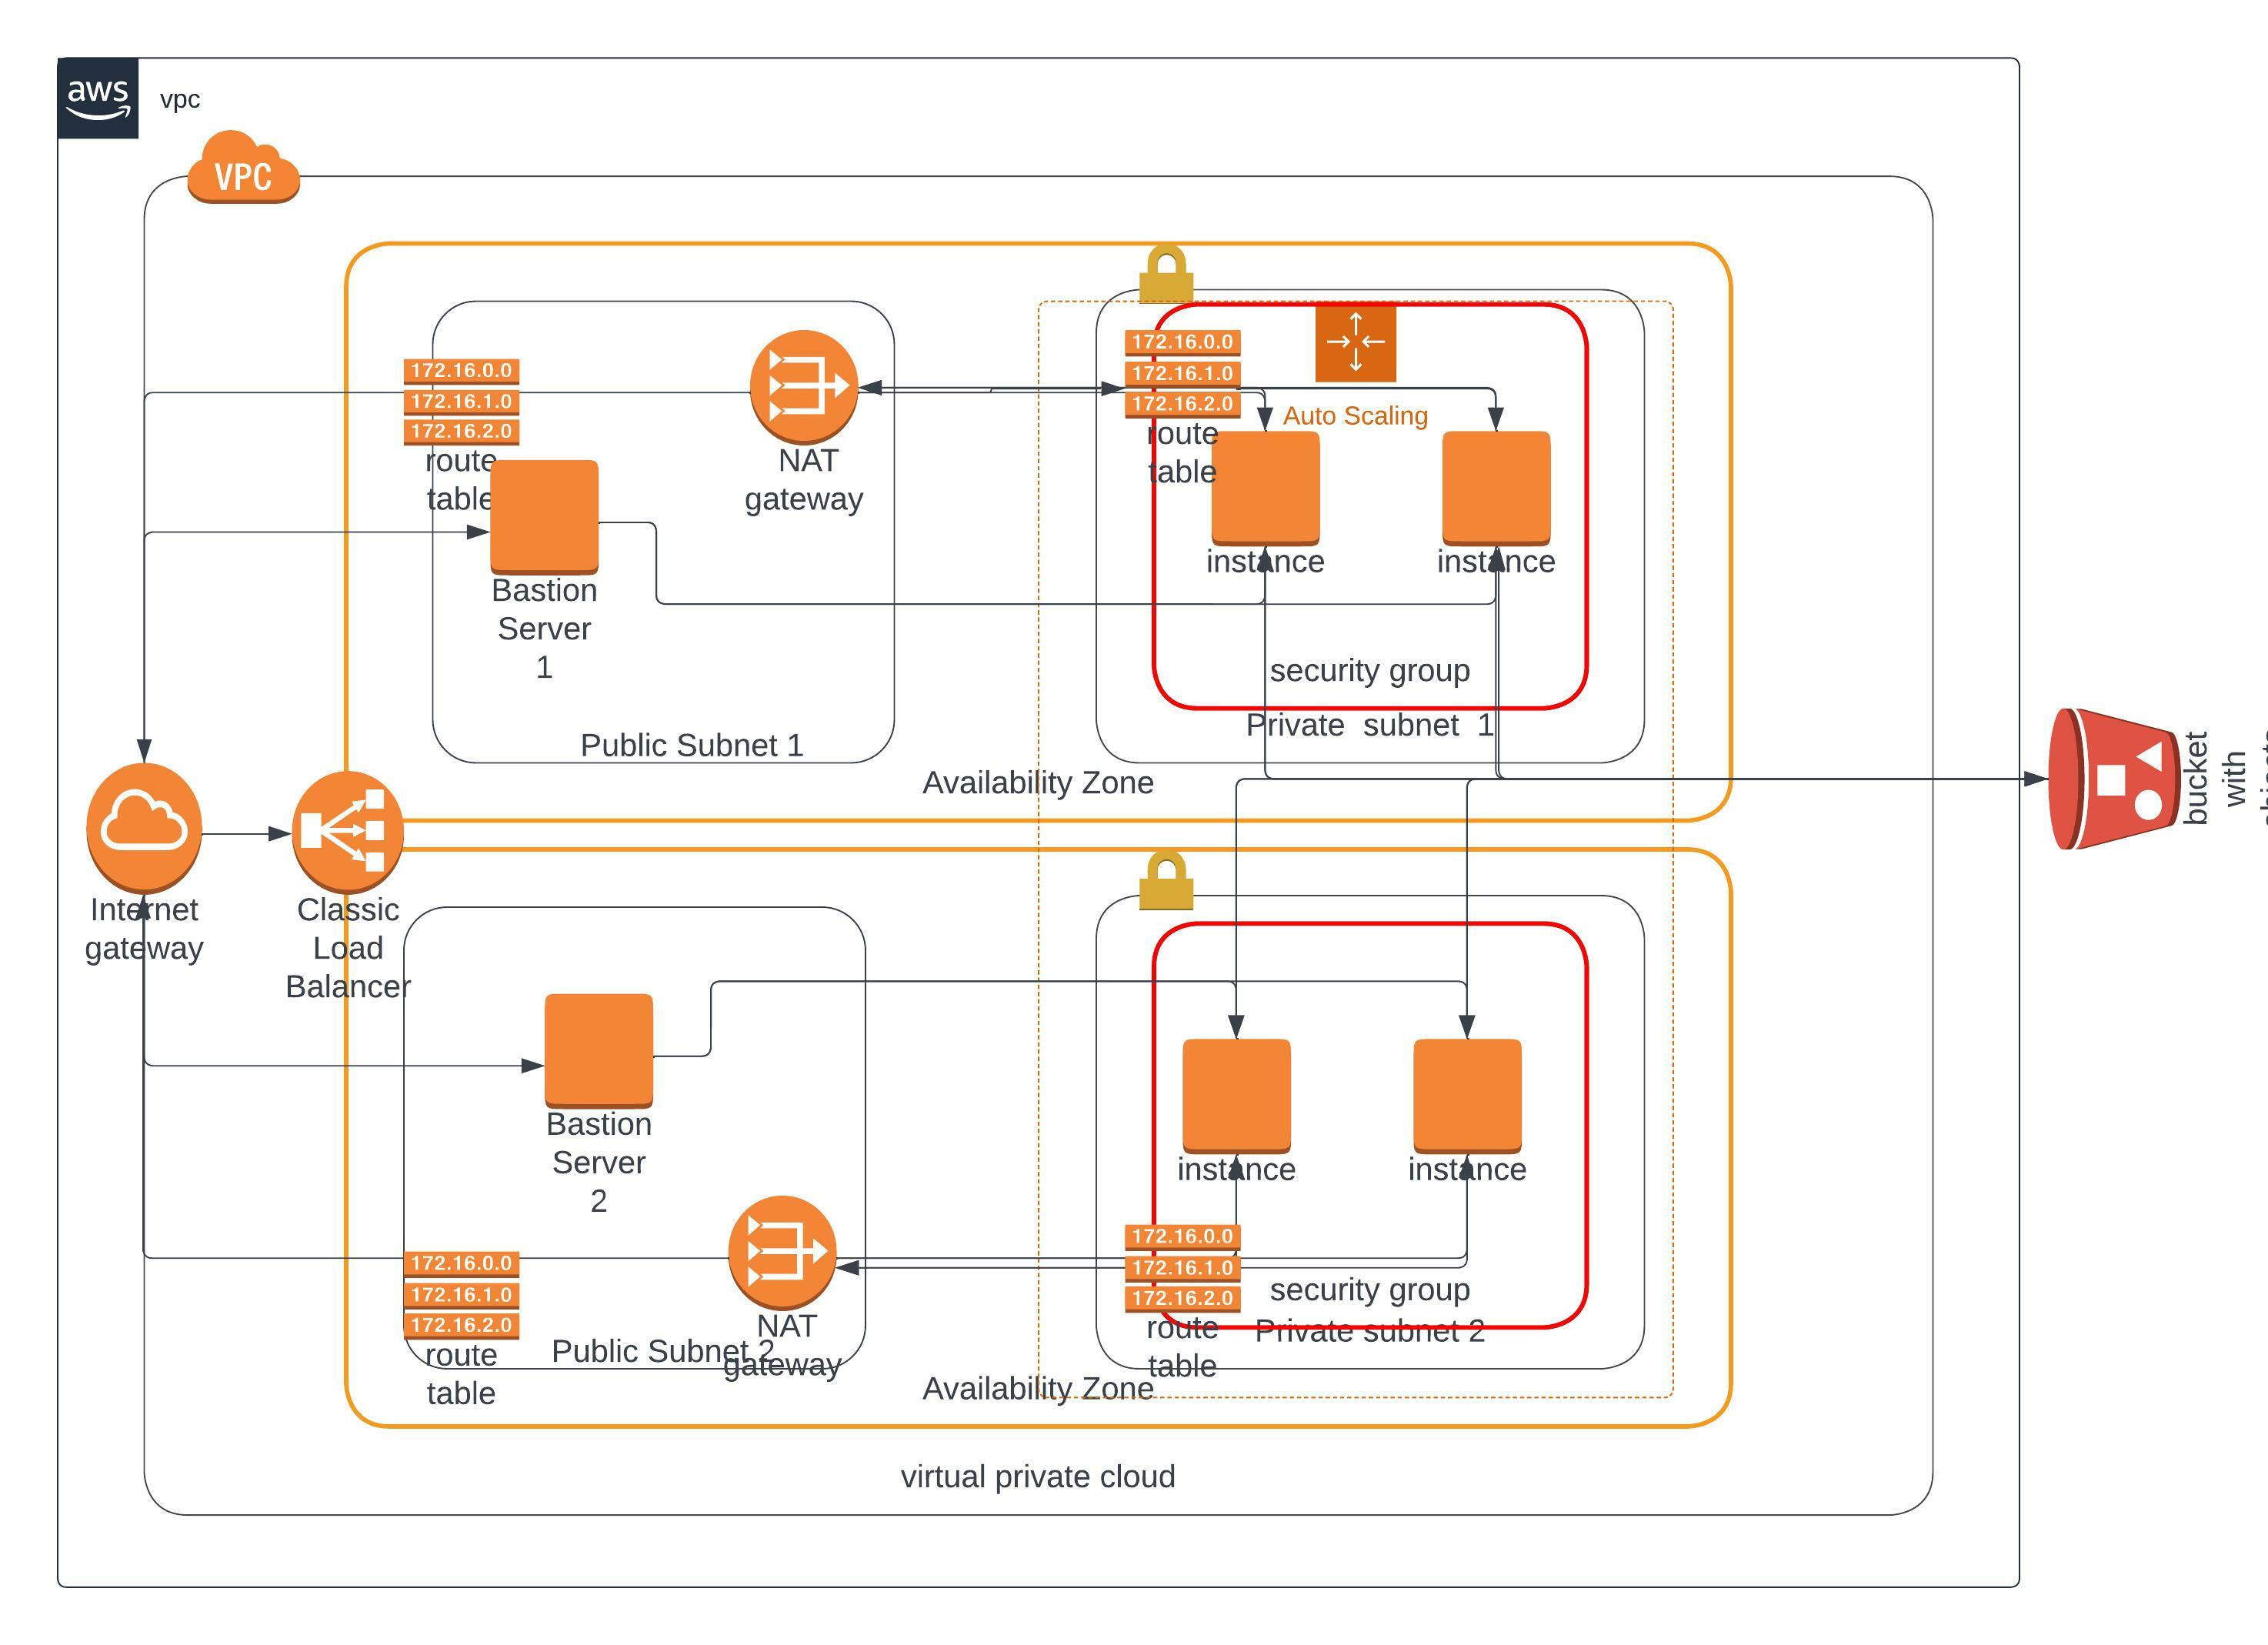 aws
vpc
VPC
172.16.0.0
172.16.1.0
172.16.2.0
route
table
NAT
gateway
Bastion
Server
1
Public Subnet 1
172.16.0.0
172.16.1.0
172.16.2.0
route
table
Auto Scaling
instance
instance
security group
Private subnet 1
Availability Zone
Internet
gateway
Classic
Load
Balancer
bucket
with
Bastion
Server
2
172.16.0.0
172.16.1.0
172.16.2.0
route
table
NAT
gateway
Public Subnet 2
instance
instance
172.16.0.0
172.16.1.0
172.16.2.0
route
table
security group
Private subnet 2
Availability Zone
virtual private cloud